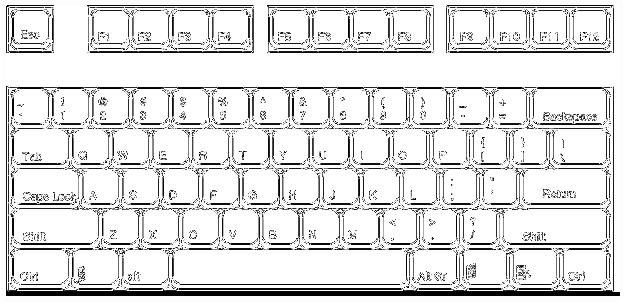 Esc F1 F2 F3 F4 F5 F6 F7 F8 F9 F10 F11 F12
~ ! @ # $ % ^ & * ( ) _ +
` 1 2 3 4 5 6 7 8 9 0 - = Backspace
Tab Q W E R T Y U I O P { [ } ] | \
Caps Lock A S D F G H J K L : ; " ' Return
Shift Z X C V B N M < , > . ? / Shift
Ctrl Alt Alt Gr Ctrl